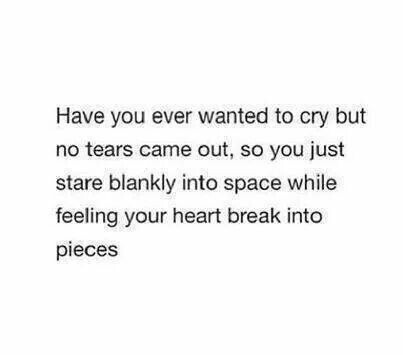 Have you ever wanted to cry but
no tears came out, so you just
stare blankly into space while
feeling your heart break into
pieces